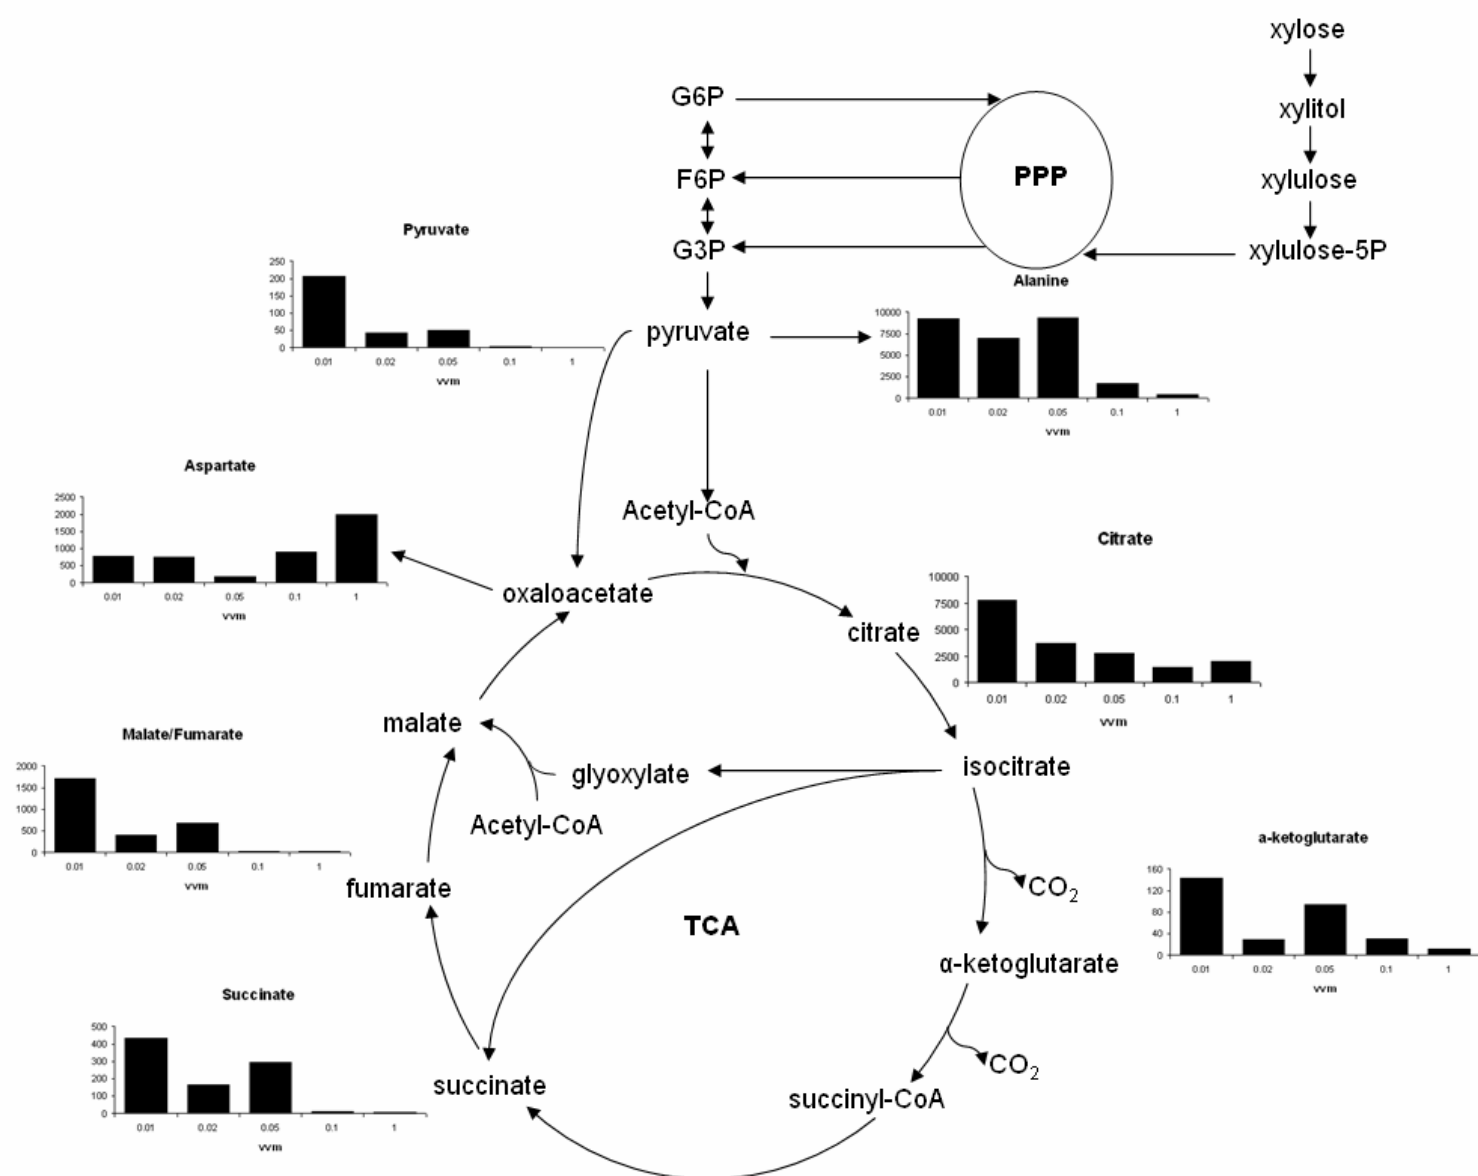 xylose
G6P
xylitol
PPP
F6P
xylulose
Pyruvate
G3P
xylulose-5P
250
200
150
100
50
0
0.01 0.02 0.05 0.1 1
vvm
pyruvate
Alanine
10000
7500
5000
2500
0
0.01 0.02 0.05 0.1 1
vvm
Aspartate
2500
2000
1500
1000
500
0
0.01 0.02 0.05 0.1 1
vvm
Acetyl-CoA
oxaloacetate
citrate
Citrate
10000
7500
5000
2500
0
0.01 0.02 0.05 0.1 1
vvm
malate
Malate/Fumarate
2000
1500
1000
500
0
0.01 0.02 0.05 0.1 1
vvm
glyoxylate
isocitrate
Acetyl-CoA
a-ketoglutarate
160
120
80
40
0
0.01 0.02 0.05 0.1 1
vvm
fumarate
CO2
TCA
α-ketoglutarate
Succinate
500
400
300
200
100
0
0.01 0.02 0.05 0.1 1
vvm
CO2
succinate
succinyl-CoA